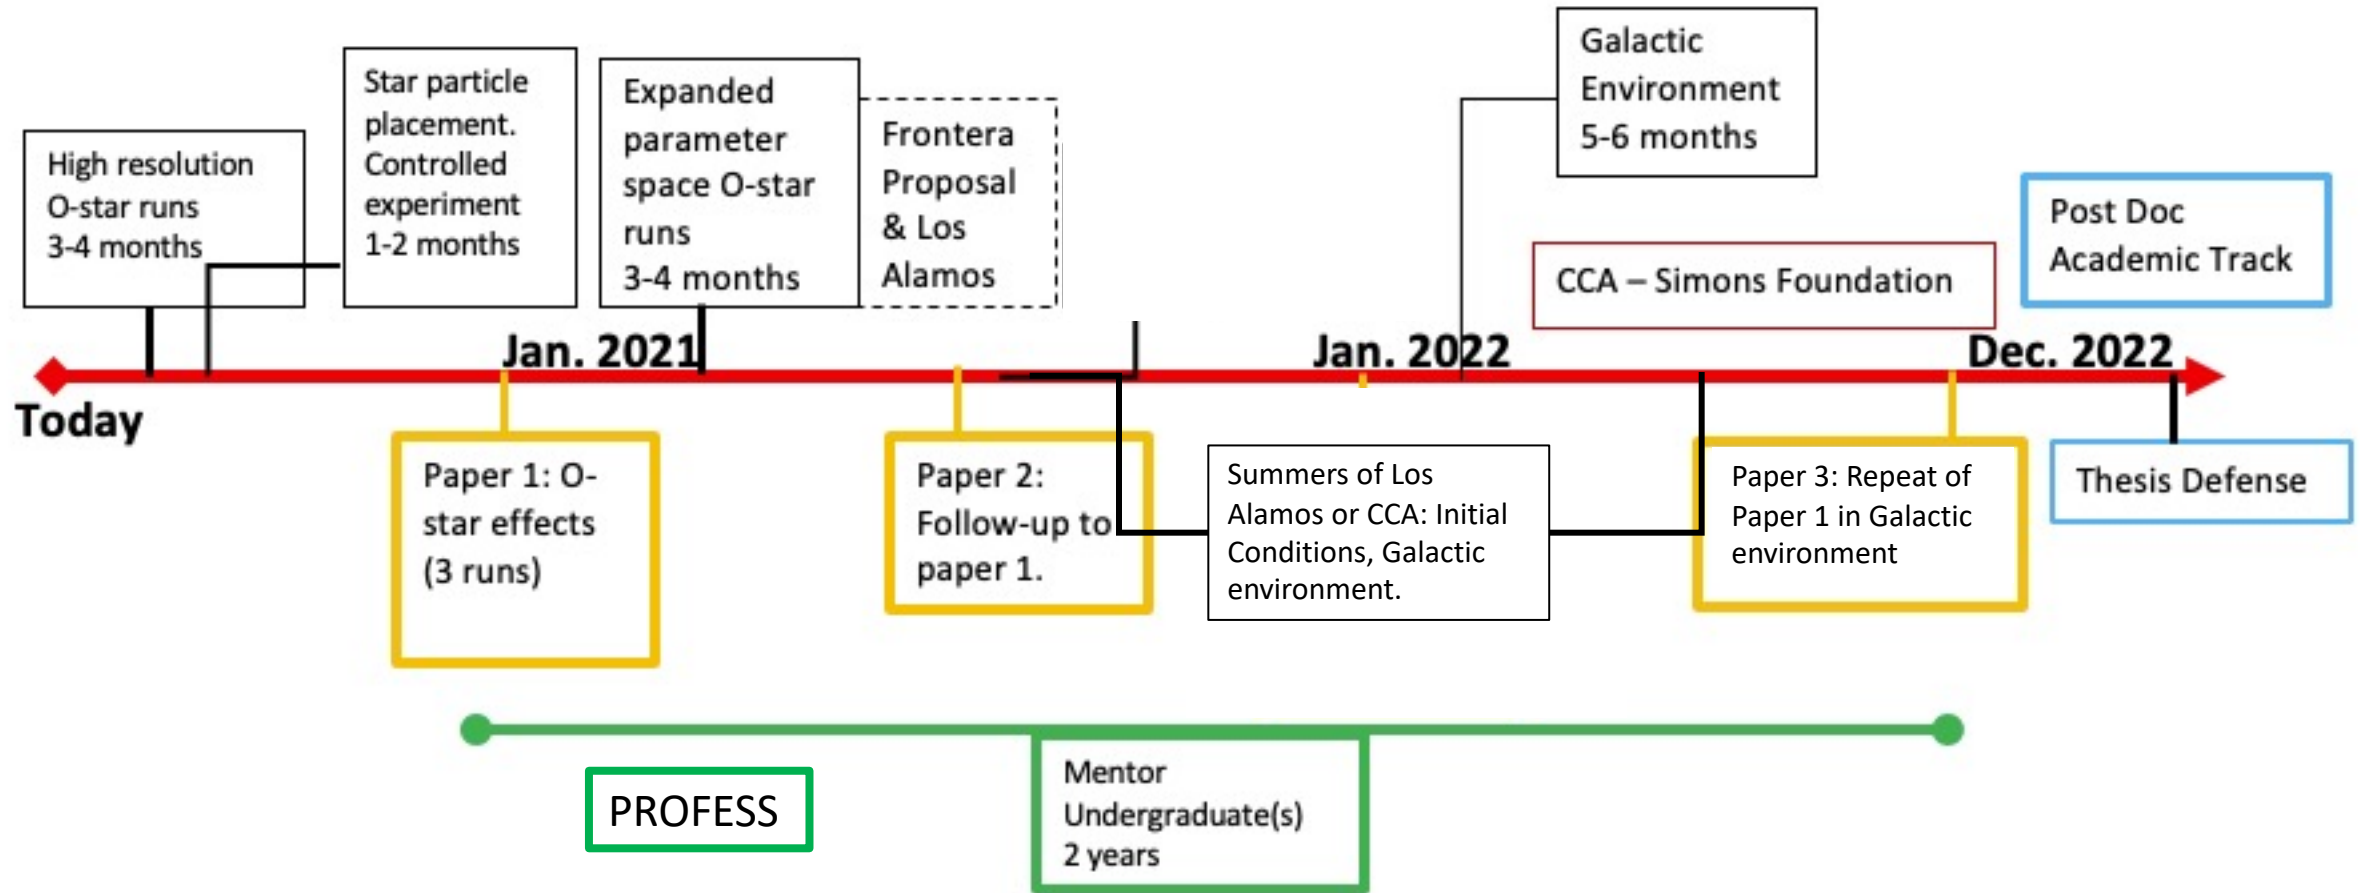 High resolution
O-star runs
3-4 months
Star particle
placement.
Controlled
experiment
1-2 months
Expanded
parameter
space O-star
runs
3-4 months
Frontera
Proposal
& Los
Alamos
Galactic
Environment
5-6 months
CCA – Simons Foundation
Post Doc
Academic Track
Jan. 2021
Jan. 2022
Dec. 2022
Today
Paper 1: O-
star effects
(3 runs)
Paper 2:
Follow-up to
paper 1.
Summers of Los
Alamos or CCA: Initial
Conditions, Galactic
environment.
Paper 3: Repeat of
Paper 1 in Galactic
environment
Thesis Defense
PROFESS
Mentor
Undergraduate(s)
2 years